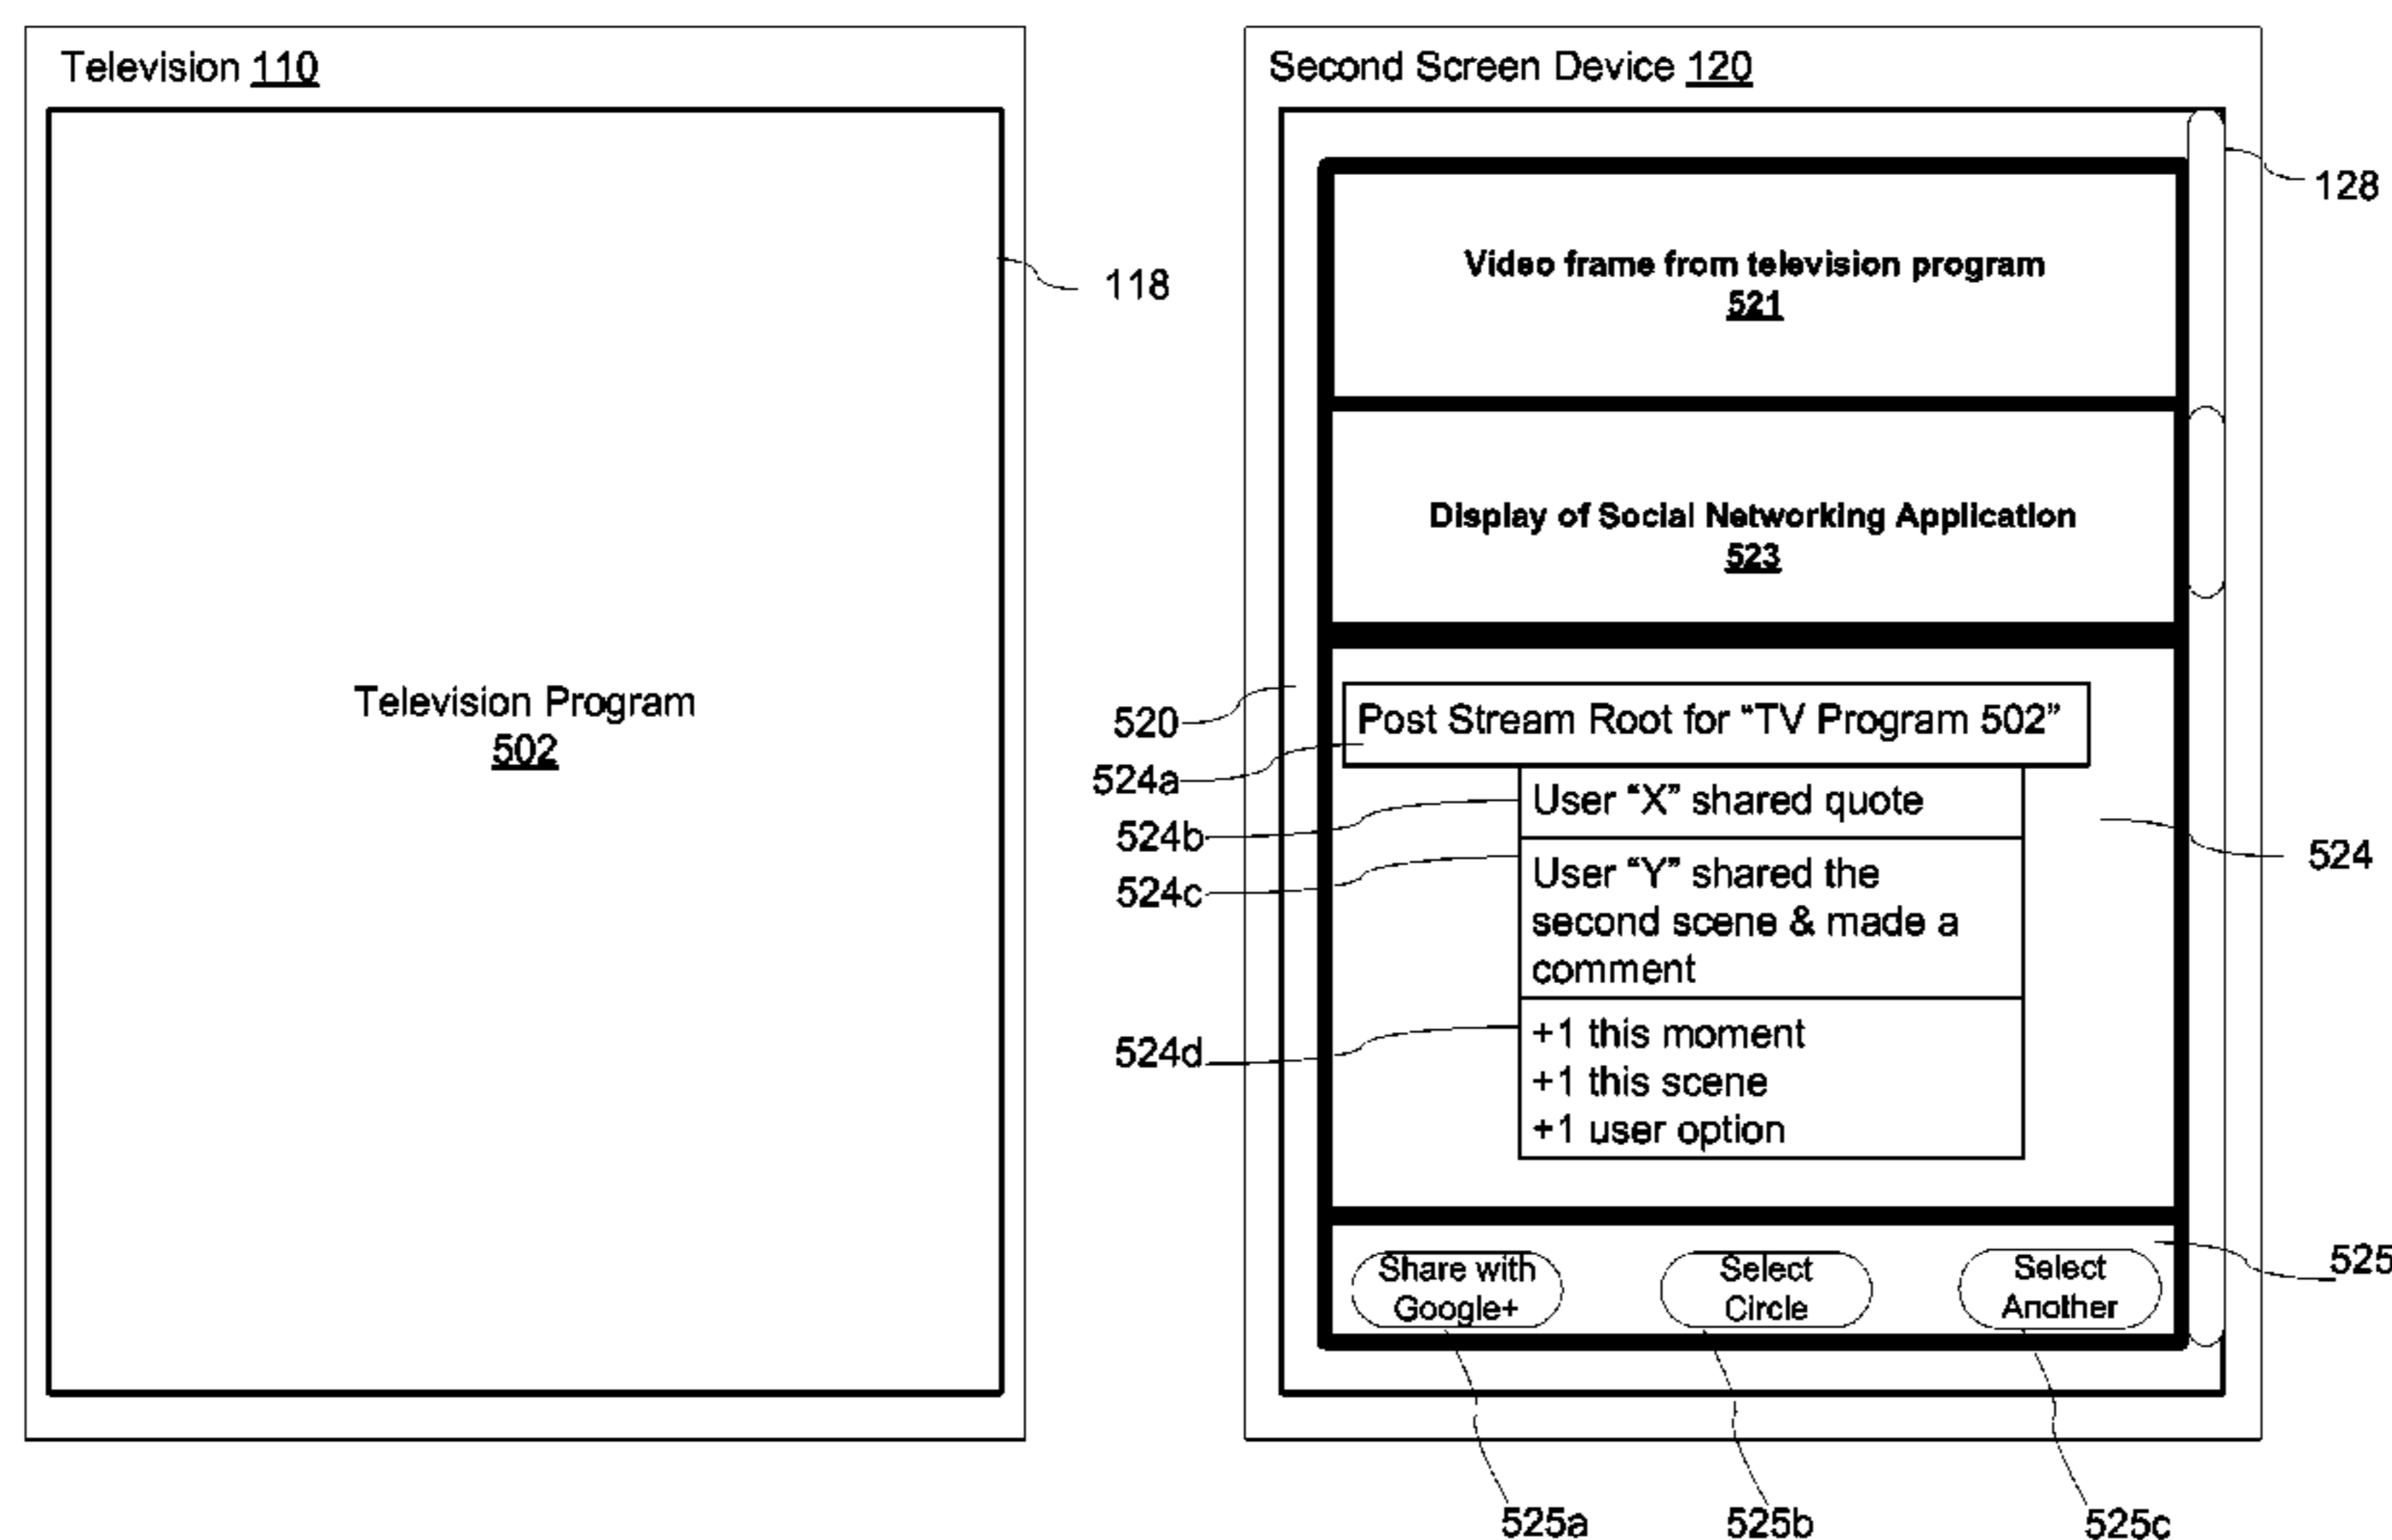 Television 110
118
Television Program
502
Second Screen Device 120
128
Video frame from television program
521
Display of Social Networking Application
523
520
Post Stream Root for “TV Program 502”
524a
User “X” shared quote
524b
524
User “Y” shared the
second scene & made a
comment
524c
+1 this moment
+1 this scene
+1 user option
524d
525
Share with
Google+
Select
Circle
Select
Another
525a
525b
525c